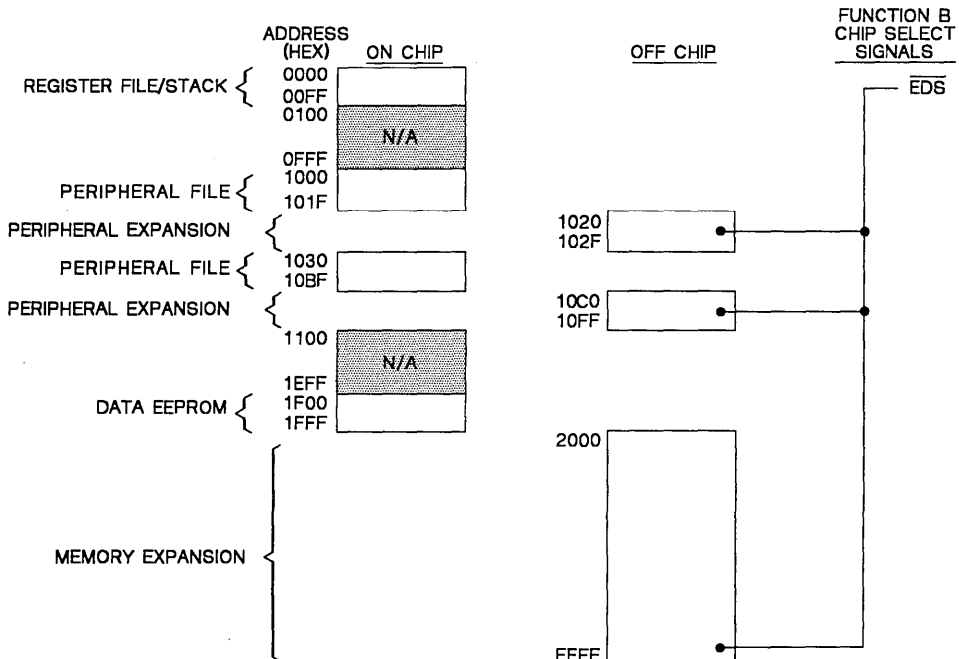 FUNCTION B
CHIP SELECT
SIGNALS
ADDRESS
(HEX)
ON CHIP
OFF CHIP
EDS
REGISTER FILE/STACK
0000
00FF
0100
N/A
0FFF
PERIPHERAL FILE
1000
101F
PERIPHERAL EXPANSION
1020
102F
PERIPHERAL FILE
1030
10BF
PERIPHERAL EXPANSION
10C0
10FF
1100
N/A
1EFF
DATA EEPROM
1F00
1FFF
2000
MEMORY EXPANSION
FFFF